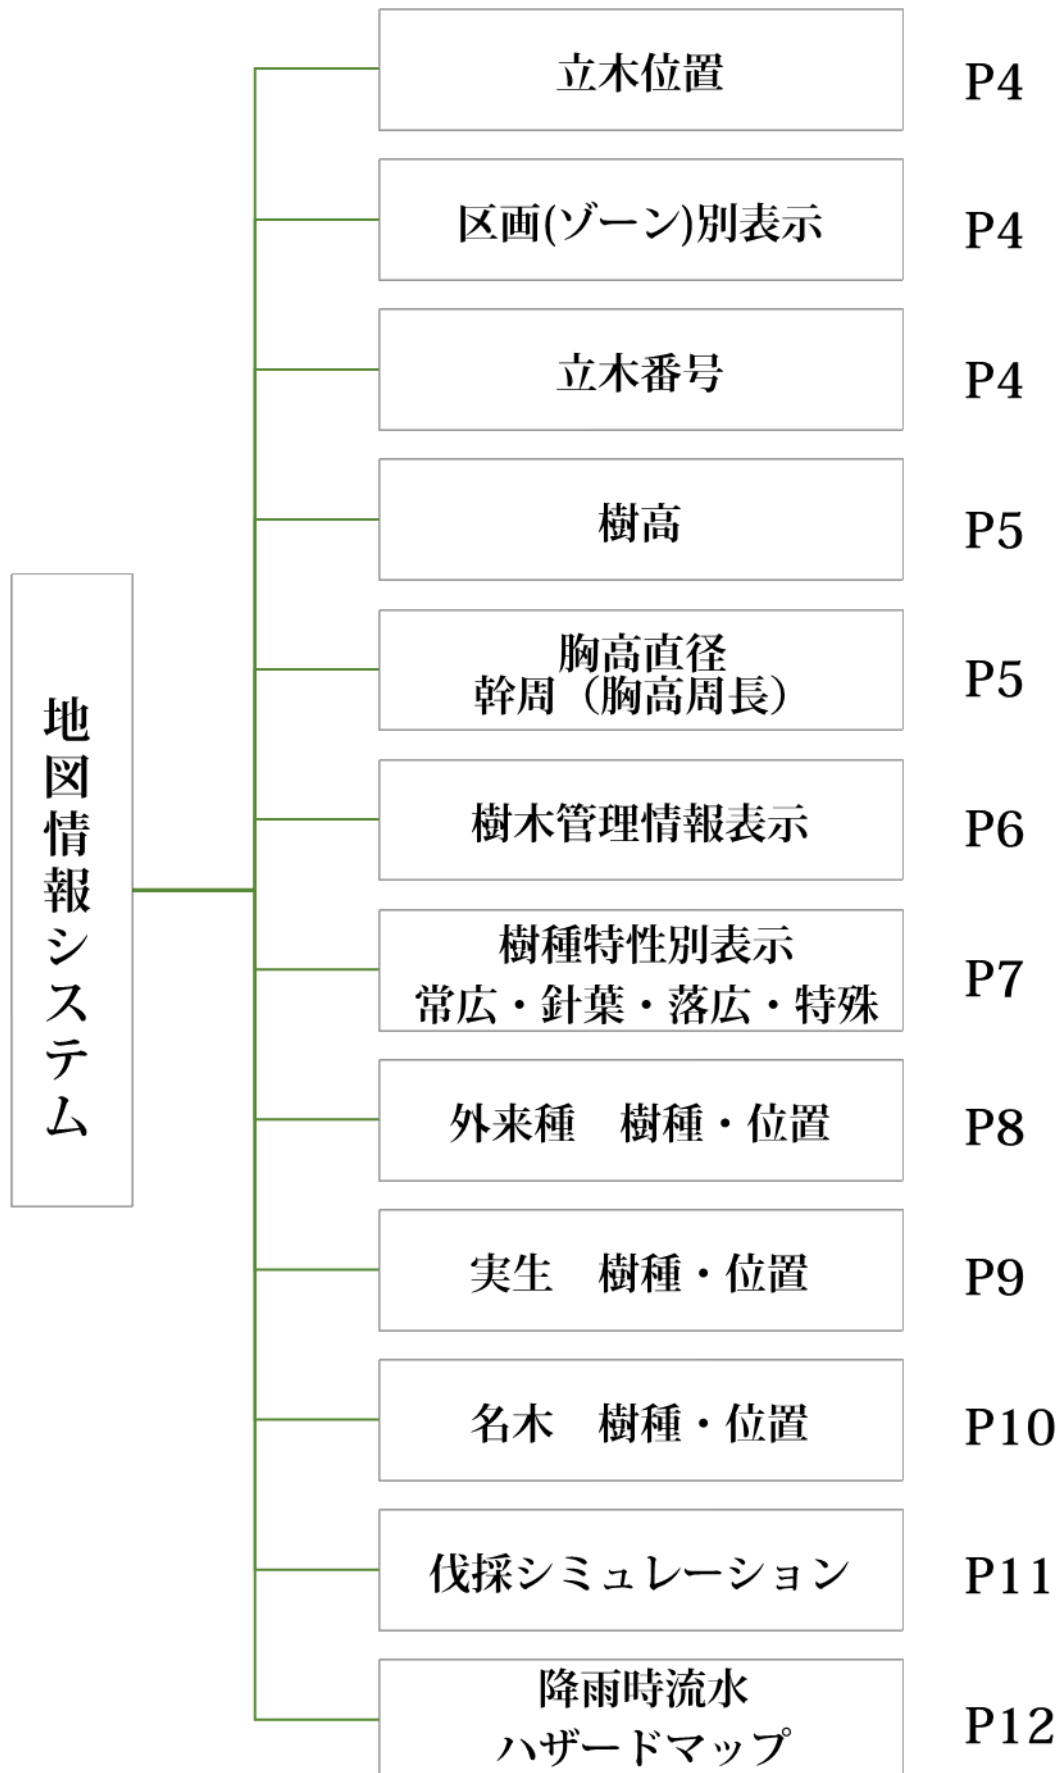 地図情報システム
立木位置 P4
区画(ゾーン)別表示 P4
立木番号 P4
樹高 P5
胸高直径
幹周（胸高周長） P5
樹木管理情報表示 P6
樹種特性別表示
常広・針葉・落広・特殊 P7
外来種　樹種・位置 P8
実生　樹種・位置 P9
名木　樹種・位置 P10
伐採シミュレーション P11
降雨時流水
ハザードマップ P12